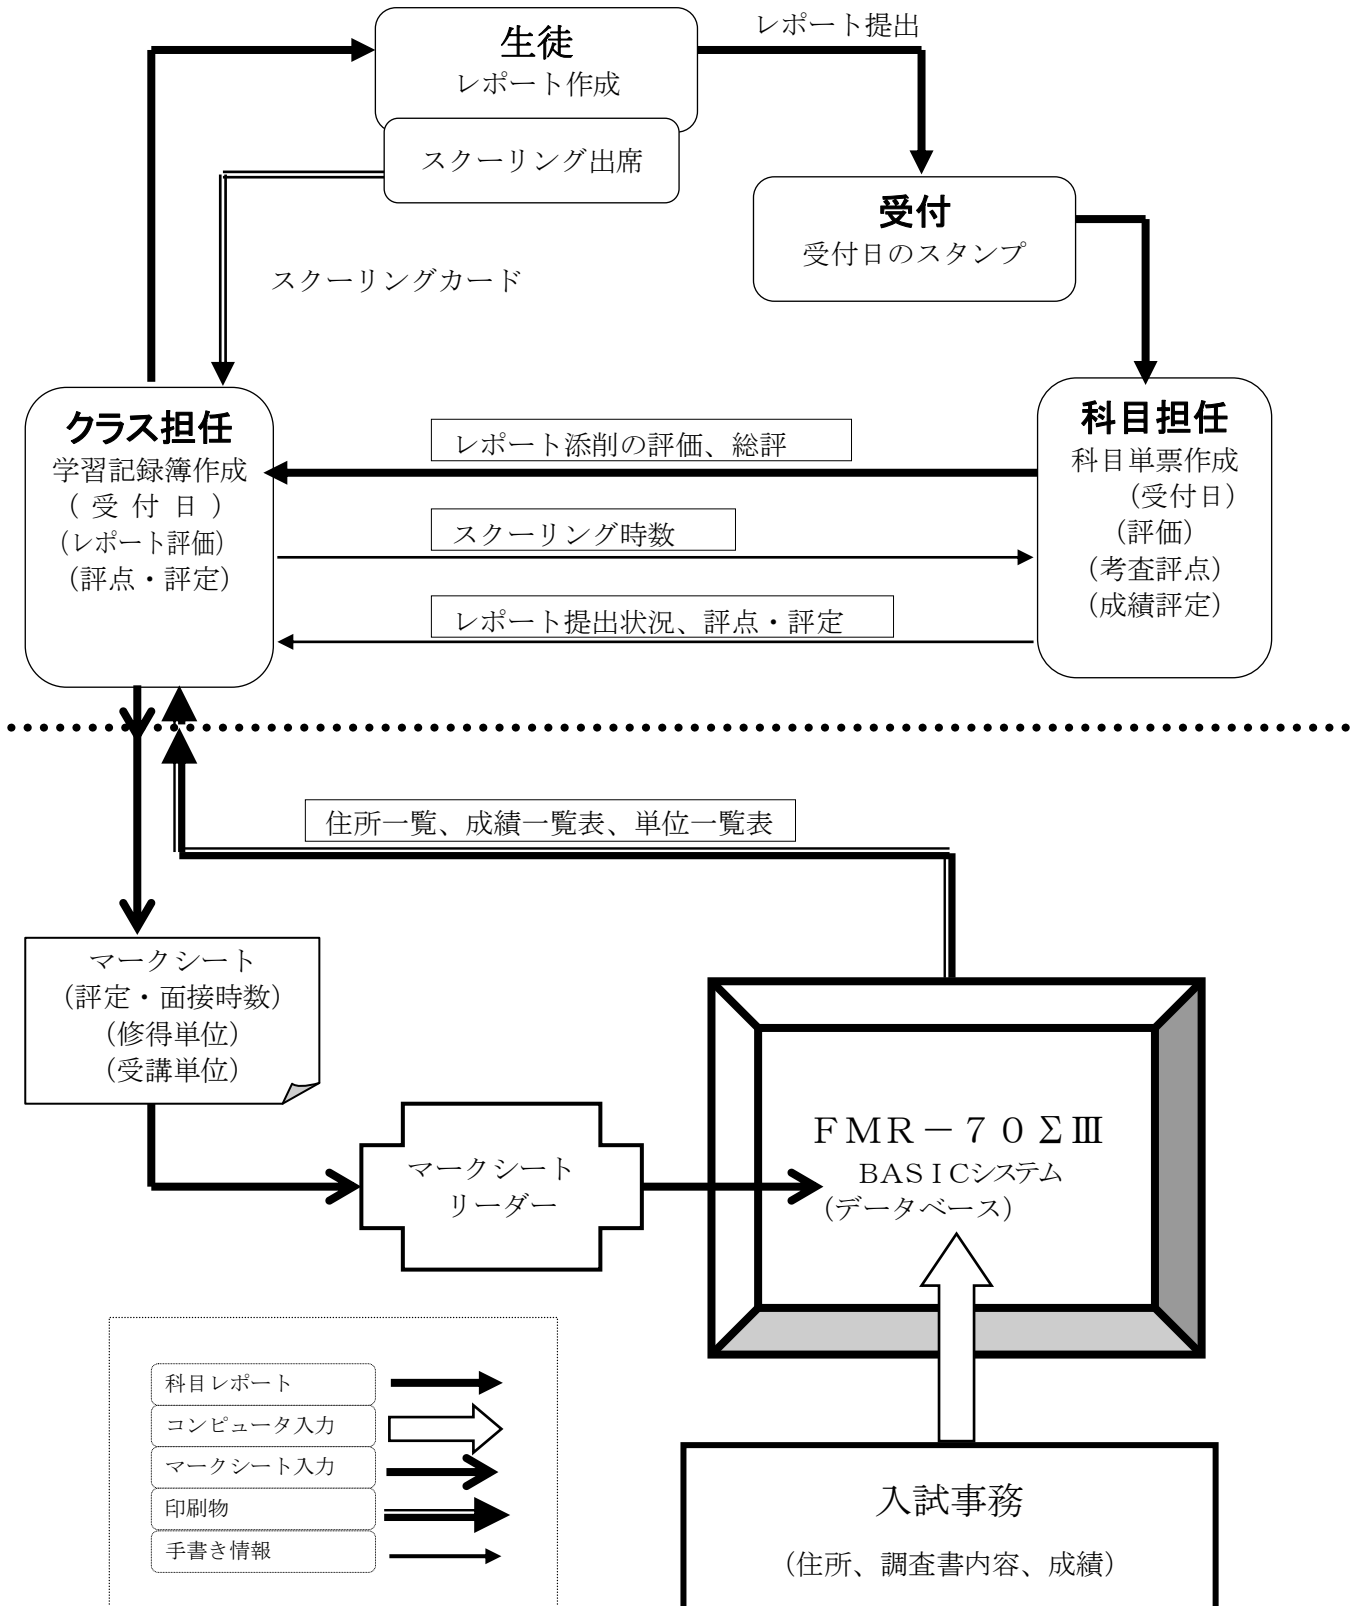 レポート提出
生徒
レポート作成
スクーリング出席
受付
受付日のスタンプ
スクーリングカード
クラス担任
学習記録簿作成
(受付日)
(レポート評価)
(評点・評定)
レポート添削の評価、総評
スクーリング時数
レポート提出状況、評点・評定
科目担任
科目単票作成
(受付日)
(評価)
(考査評点)
(成績評定)
住所一覧、成績一覧表、単位一覧表
マークシート
(評定・面接時数)
(修得単位)
(受講単位)
マークシート
リーダー
FMR-70ΣⅢ
BASICシステム
(データベース)
科目レポート
コンピュータ入力
マークシート入力
印刷物
手書き情報
入試事務
(住所、調査書内容、成績)